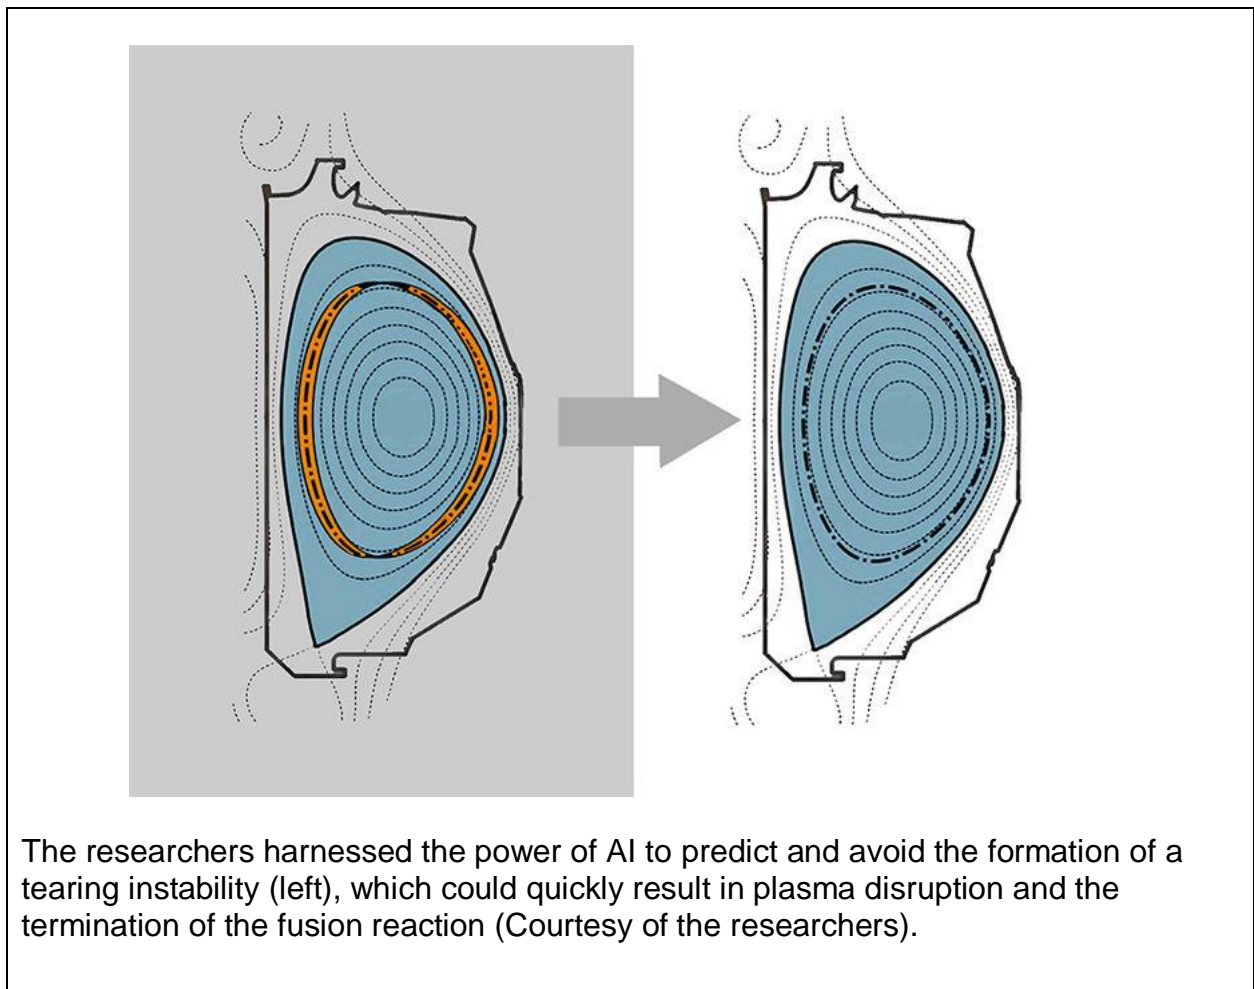 The researchers harnessed the power of AI to predict and avoid the formation of a
tearing instability (left), which could quickly result in plasma disruption and the
termination of the fusion reaction (Courtesy of the researchers).